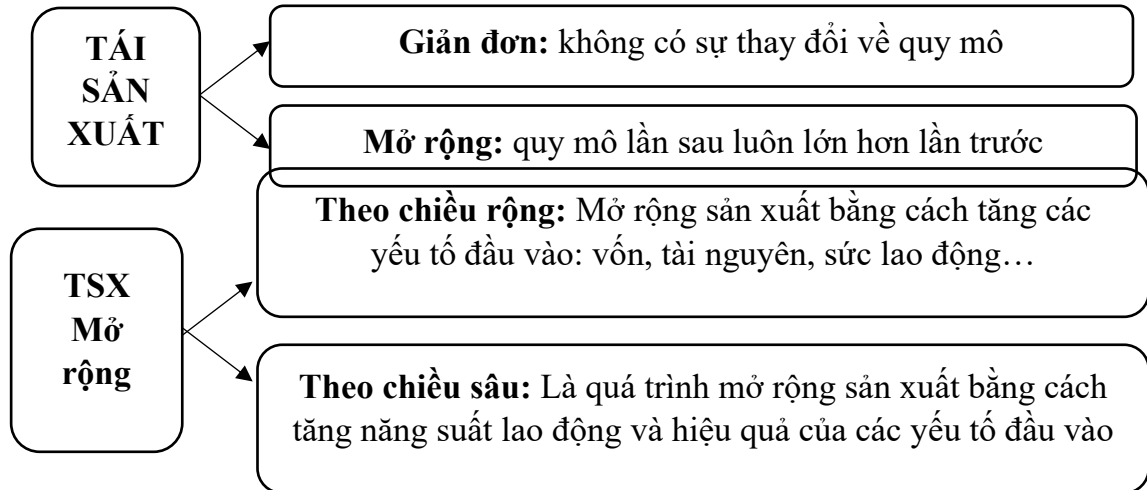 TÁI
SẢN
XUẤT
Giản đơn: không có sự thay đổi về quy mô
Mở rộng: quy mô lần sau luôn lớn hơn lần trước
TSX
Mở
rộng
Theo chiều rộng: Mở rộng sản xuất bằng cách tăng các
yếu tố đầu vào: vốn, tài nguyên, sức lao động…
Theo chiều sâu: Là quá trình mở rộng sản xuất bằng cách
tăng năng suất lao động và hiệu quả của các yếu tố đầu vào